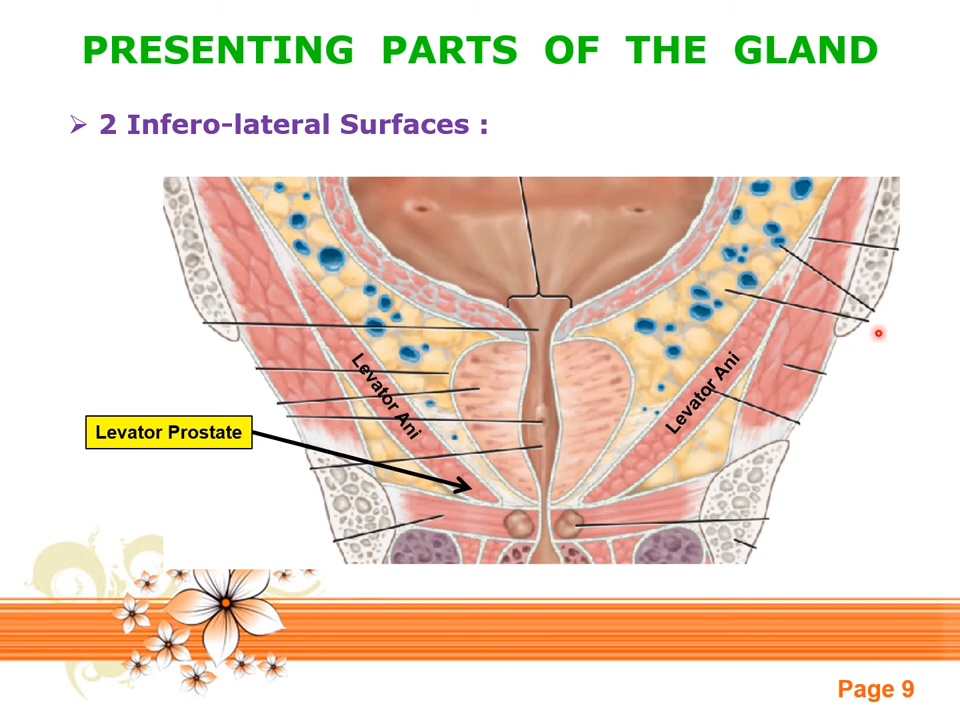 PRESENTING PARTS OF THE GLAND
➢ 2 Infero-lateral Surfaces :
Levator Ani
Levator Ani
Levator Prostate
Page 9